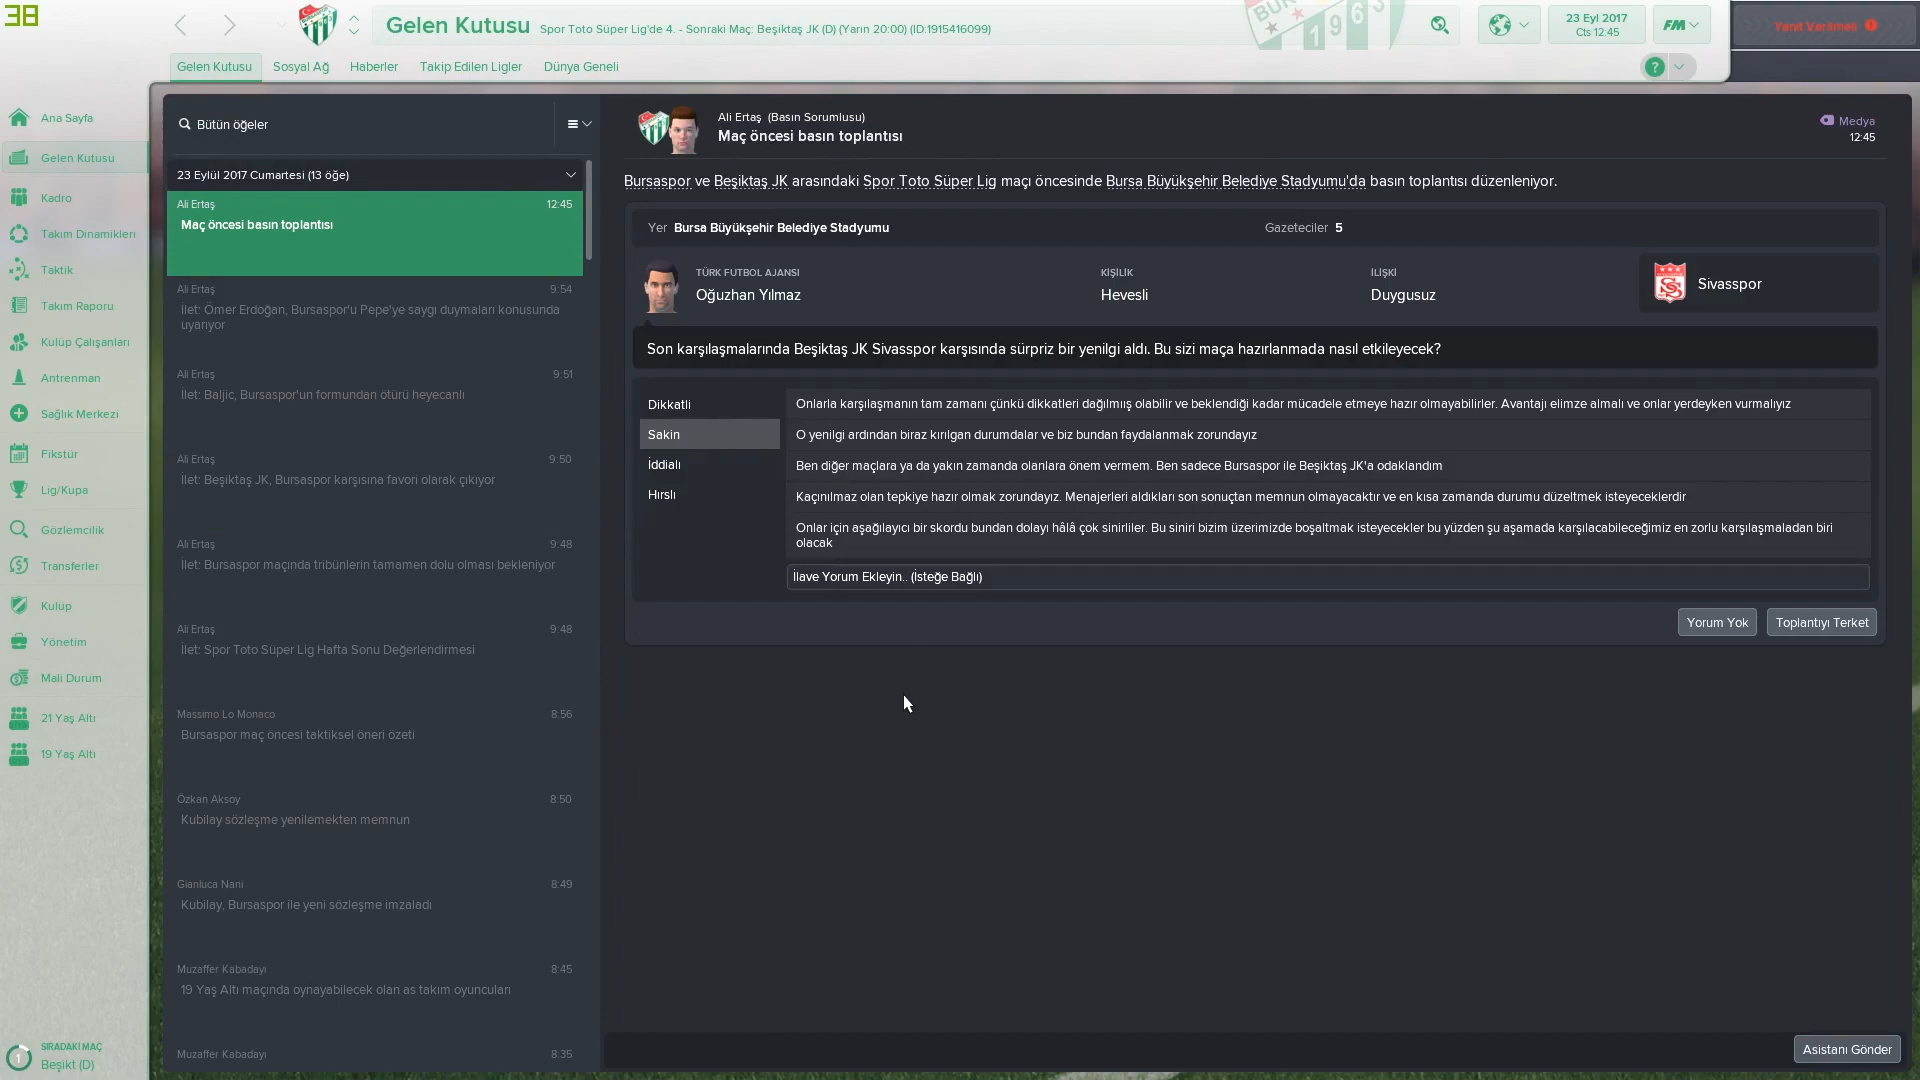 38
Gelen Kutusu Spor Toto Süper Lig'de 4. - Sonraki Maç: Beşiktaş JK (D) (Yarın 20:00) (ID:1915416099)
23 Eyl 2017
Cts 12:45
FM
Yanıt Verilmeli
Gelen Kutusu Sosyal Ağ Haberler Takip Edilen Ligler Dünya Geneli
?
Ana Sayfa
Gelen Kutusu
Kadro
Takım Dinamikleri
Taktik
Takım Raporu
Kulüp Çalışanları
Antrenman
Sağlık Merkezi
Fikstür
Lig/Kupa
Gözlemcilik
Transferler
Kulüp
Yönetim
Mali Durum
21 Yaş Altı
19 Yaş Altı
SIRADAKİ MAÇ
1
Beşikt (D)
Bütün öğeler
23 Eylül 2017 Cumartesi (13 öğe)
Ali Ertaş 12:45
Maç öncesi basın toplantısı
Ali Ertaş 9:54
İlet: Ömer Erdoğan, Bursaspor'u Pepe'ye saygı duymaları konusunda
uyarıyor
Ali Ertaş 9:51
İlet: Baljic, Bursaspor'un formundan ötürü heyecanlı
Ali Ertaş 9:50
İlet: Beşiktaş JK, Bursaspor karşısına favori olarak çıkıyor
Ali Ertaş 9:48
İlet: Bursaspor maçında tribünlerin tamamen dolu olması bekleniyor
Ali Ertaş 9:48
İlet: Spor Toto Süper Lig Hafta Sonu Değerlendirmesi
Massimo Lo Monaco 8:56
Bursaspor maç öncesi taktiksel öneri özeti
Özkan Aksoy 8:50
Kubilay sözleşme yenilemekten memnun
Gianluca Nani 8:49
Kubilay, Bursaspor ile yeni sözleşme imzaladı
Muzaffer Kabadayı 8:45
19 Yaş Altı maçında oynayabilecek olan as takım oyuncuları
Muzaffer Kabadayı 8:35
Ali Ertaş (Basın Sorumlusu)
Maç öncesi basın toplantısı
Medya
12:45
Bursaspor ve Beşiktaş JK arasındaki Spor Toto Süper Lig maçı öncesinde Bursa Büyükşehir Belediye Stadyumu'da basın toplantısı düzenleniyor.
Yer Bursa Büyükşehir Belediye Stadyumu Gazeteciler 5
TÜRK FUTBOL AJANSI KİŞİLİK İLİŞKİ
Oğuzhan Yılmaz Hevesli Duygusuz Sivasspor
Son karşılaşmalarında Beşiktaş JK Sivasspor karşısında sürpriz bir yenilgi aldı. Bu sizi maça hazırlanmada nasıl etkileyecek?
Dikkatli
Sakin
İddialı
Hırslı
Onlarla karşılaşmanın tam zamanı çünkü dikkatleri dağılmıış olabilir ve beklendiği kadar mücadele etmeye hazır olmayabilirler. Avantajı elimze almalı ve onlar yerdeyken vurmalıyız
O yenilgi ardından biraz kırılgan durumdalar ve biz bundan faydalanmak zorundayız
Ben diğer maçlara ya da yakın zamanda olanlara önem vermem. Ben sadece Bursaspor ile Beşiktaş JK'a odaklandım
Kaçınılmaz olan tepkiye hazır olmak zorundayız. Menajerleri aldıkları son sonuçtan memnun olmayacaktır ve en kısa zamanda durumu düzeltmek isteyeceklerdir
Onlar için aşağılayıcı bir skordu bundan dolayı hâlâ çok sinirliler. Bu siniri bizim üzerimizde boşaltmak isteyecekler bu yüzden şu aşamada karşılacabileceğimiz en zorlu karşılaşmaladan biri
olacak
İlave Yorum Ekleyin.. (İsteğe Bağlı)
Yorum Yok Toplantıyı Terket
Asistanı Gönder